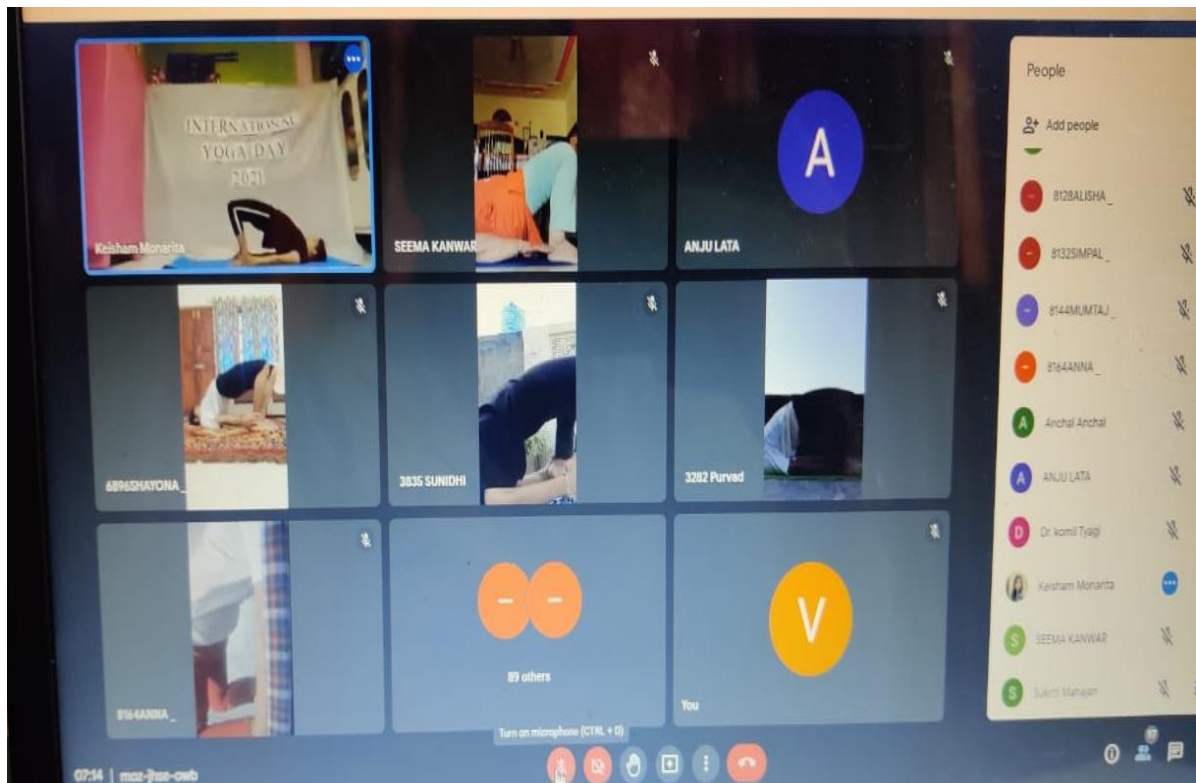 INTERNATIONAL
YOGA DAY
2021
Keisham Monarita
SEEMA KANWAR
A
ANJU LATA
6896SHAYONA_
3835 SUNIDHI
3282 Purvad
8164ANNA_
89 others
V
You
Turn on microphone (CTRL + D)
07:14 | moz-jhse-owb
People
Add people
8128ALISHA_
8132SIMPAL_
8144MUMTAJ_
8164ANNA_
A Anchal Anchal
A ANJU LATA
D Dr. komil Tyagi
Keisham Monarita
S SEEMA KANWAR
S Sukriti Mahajan
97